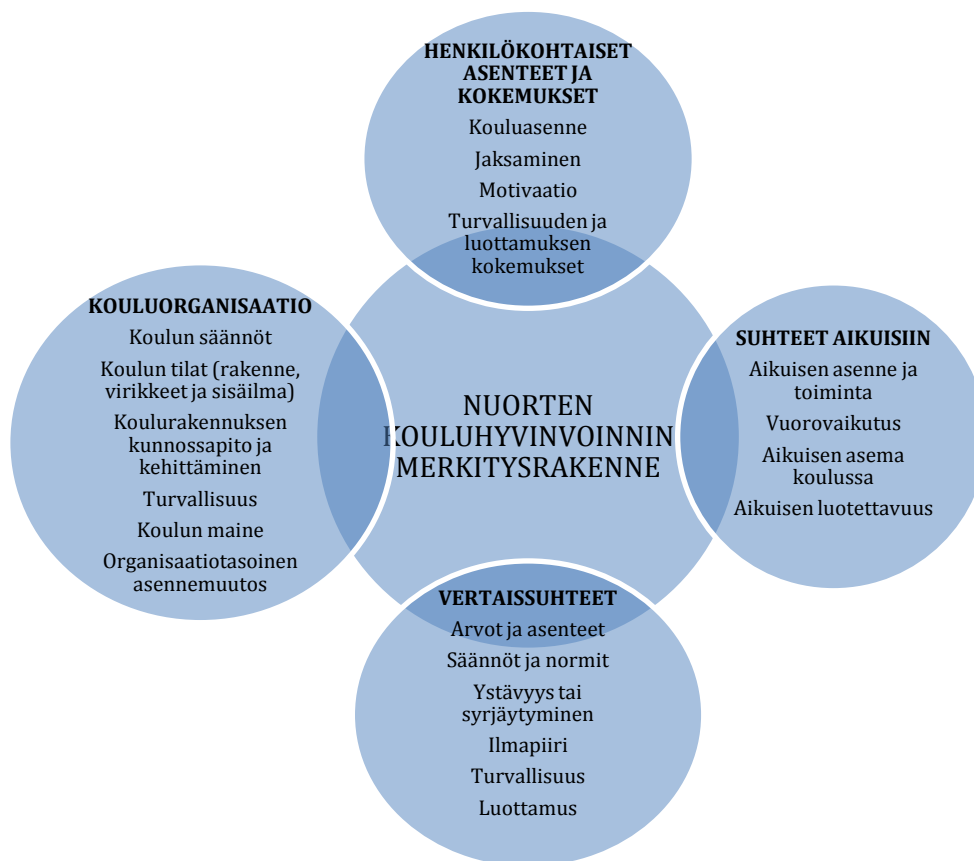 HENKILÖKOHTAISET
ASENTEET JA
KOKEMUKSET
Kouluasenne
Jaksaminen
Motivaatio
Turvallisuuden ja
luottamuksen
kokemukset
KOULUORGANISAATIO
Koulun säännöt
Koulun tilat (rakenne,
virikkeet ja sisäilma)
Koulurakennuksen
kunnossapito ja
kehittäminen
Turvallisuus
Koulun maine
Organisaatiotasoinen
asennemuutos
NUORTEN
KOULUHYVINVOINNIN
MERKITYSRAKENNE
SUHTEET AIKUISIIN
Aikuisen asenne ja
toiminta
Vuorovaikutus
Aikuisen asema
koulussa
Aikuisen luotettavuus
VERTAISSUHTEET
Arvot ja asenteet
Säännöt ja normit
Ystävyys tai
syrjäytyminen
Ilmapiiri
Turvallisuus
Luottamus